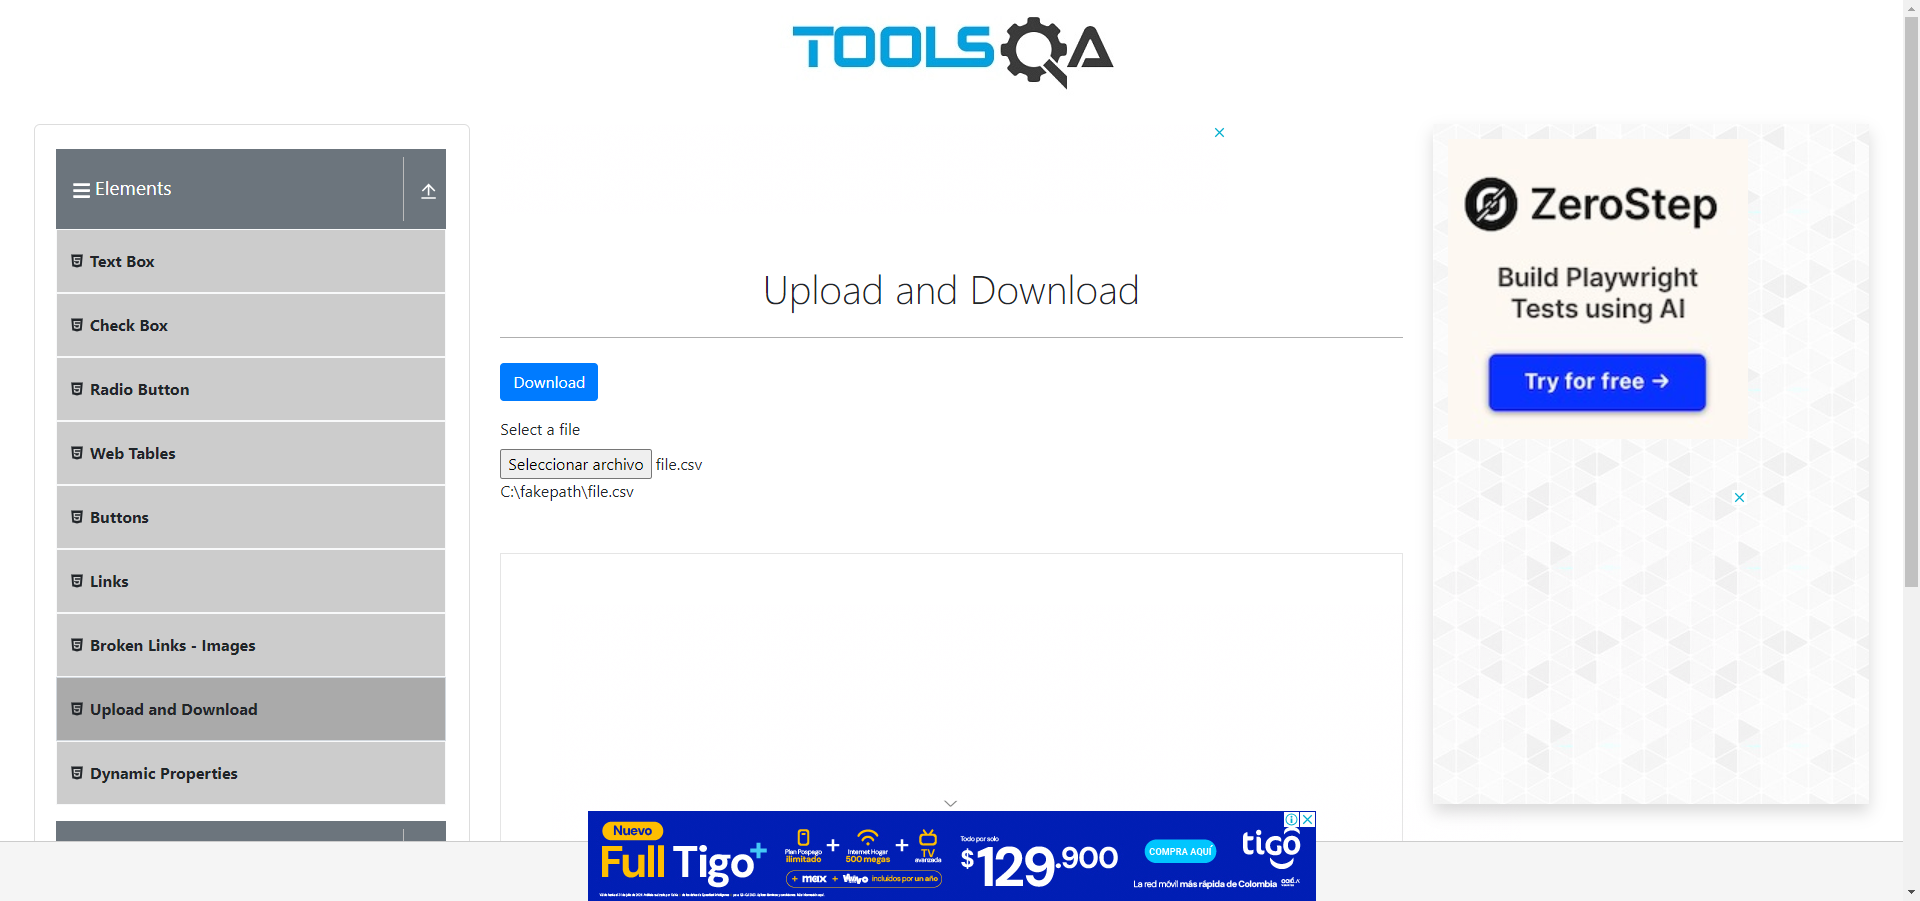 TOOLSQA
Elements
Text Box
Check Box
Radio Button
Web Tables
Buttons
Links
Broken Links - Images
Upload and Download
Dynamic Properties
Upload and Download
Download
Select a file
Seleccionar archivo file.csv
C:\fakepath\file.csv
ZeroStep
Build Playwright
Tests using AI
Try for free →
Nuevo
Full Tigo+
Plan Pospago
ilimitado
+
Internet Hogar
500 megas
+
TV
avanzada
+ max + incluidos por un año
Todo por solo
$129.900
COMPRA AQUÍ
tigo
La red móvil más rápida de Colombia